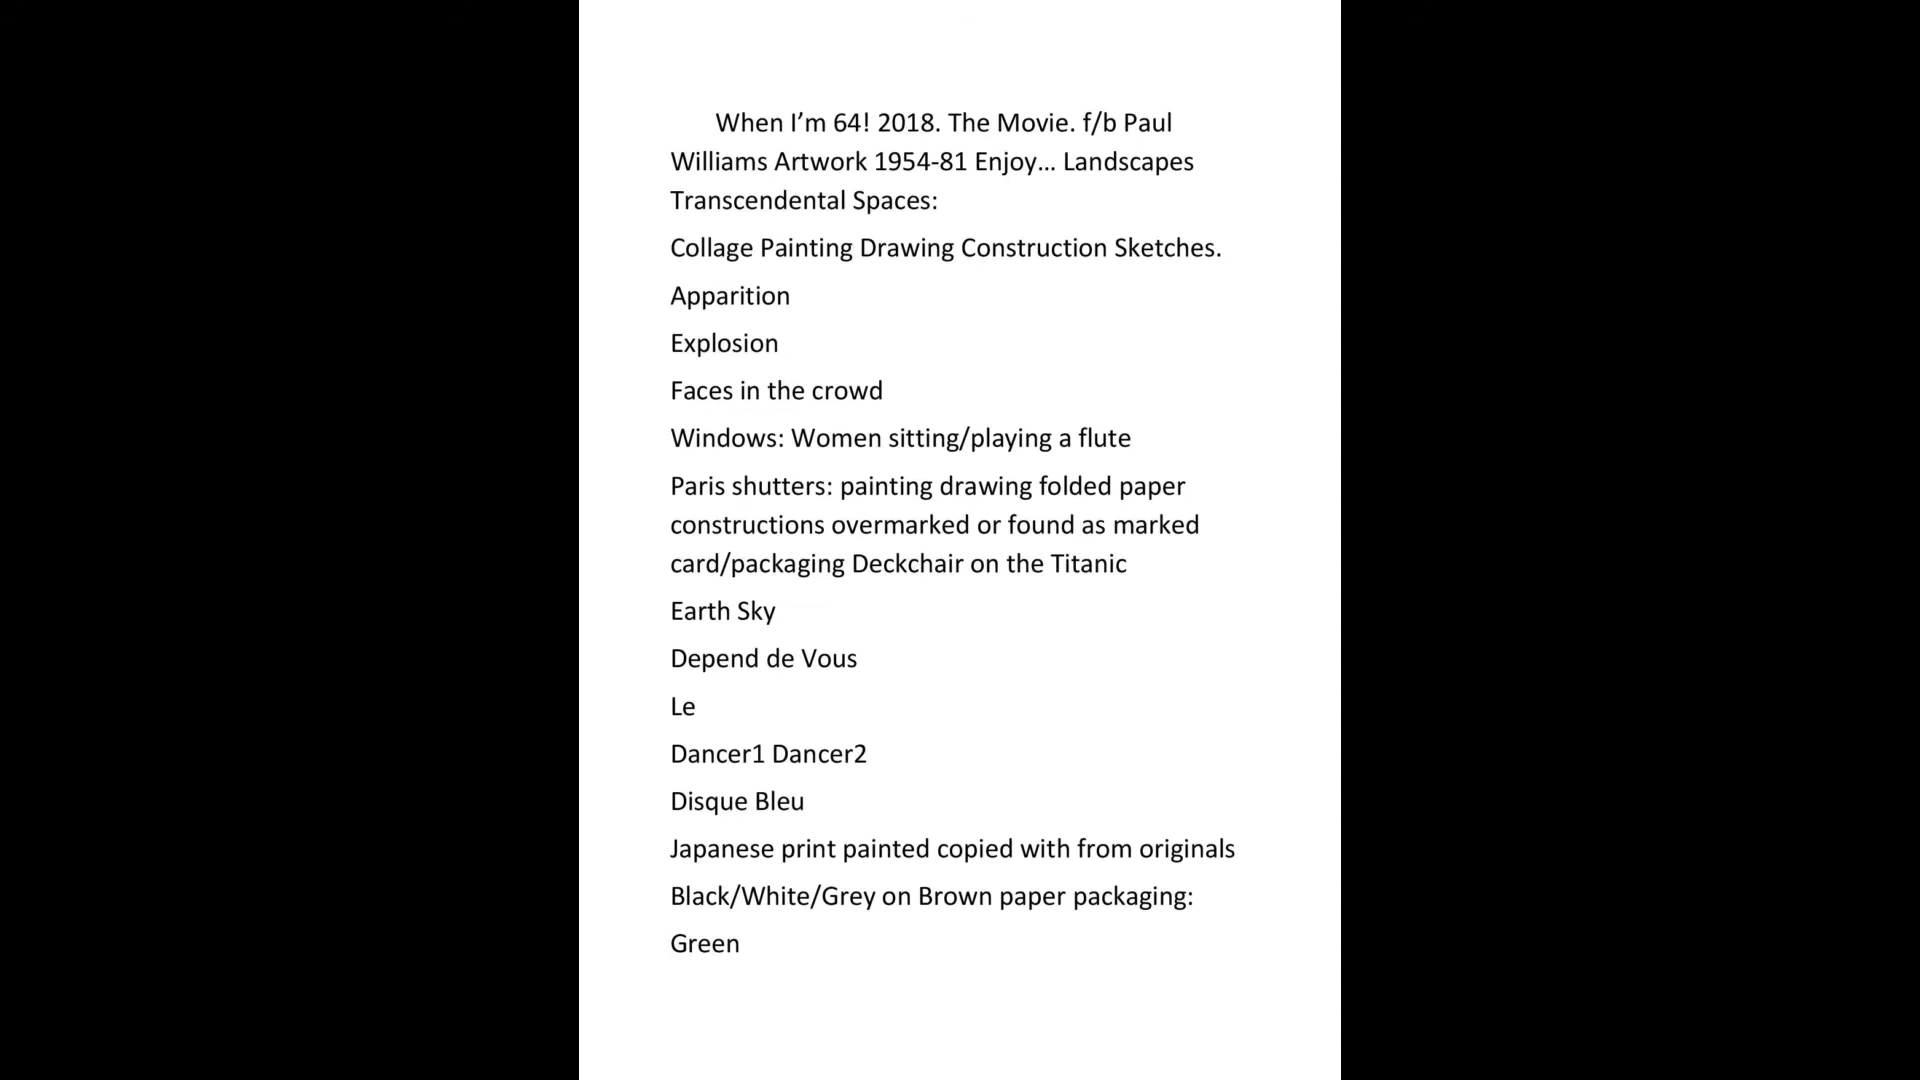 When I’m 64! 2018. The Movie. f/b Paul
Williams Artwork 1954-81 Enjoy... Landscapes
Transcendental Spaces:
Collage Painting Drawing Construction Sketches.
Apparition
Explosion
Faces in the crowd
Windows: Women sitting/playing a flute
Paris shutters: painting drawing folded paper
constructions overmarked or found as marked
card/packaging Deckchair on the Titanic
Earth Sky
Depend de Vous
Le
Dancer1 Dancer2
Disque Bleu
Japanese print painted copied with from originals
Black/White/Grey on Brown paper packaging:
Green